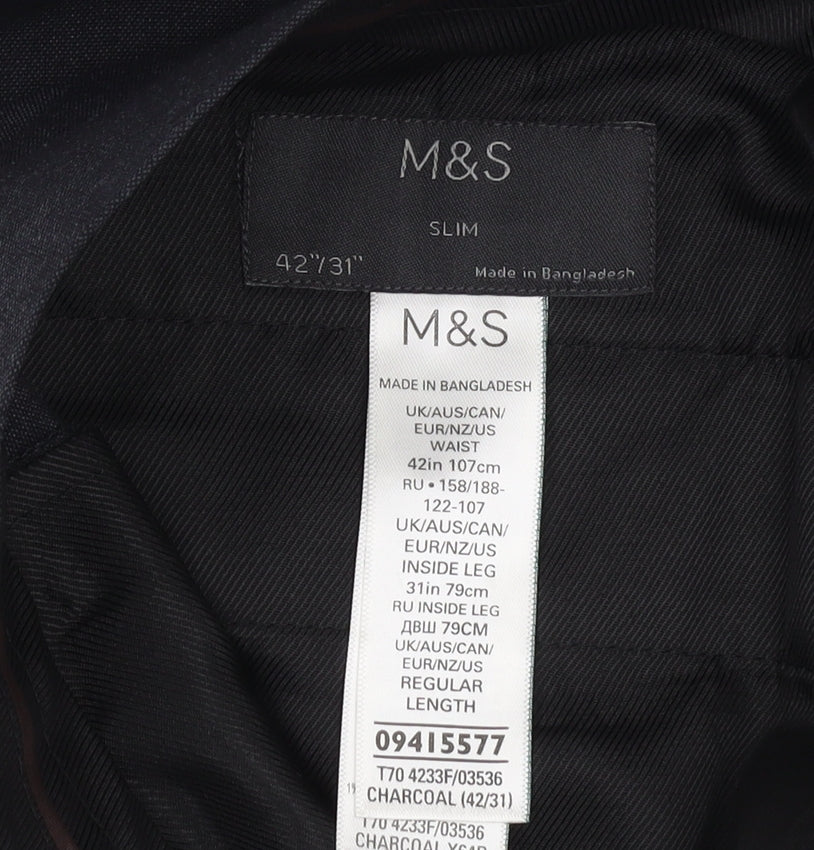 M&S
SLIM
42"/31"
Made in Bangladesh
M&S
MADE IN BANGLADESH
UK/AUS/CAN/
EUR/NZ/US
WAIST
42in 107cm
RU • 158/188-
122-107
UK/AUS/CAN/
EUR/NZ/US
INSIDE LEG
31in 79cm
RU INSIDE LEG
ДВШ 79СМ
UK/AUS/CAN/
EUR/NZ/US
REGULAR
LENGTH
09415577
T70 4233F/03536
CHARCOAL (42/31)
T70 4233F/03536
CHARCOAL